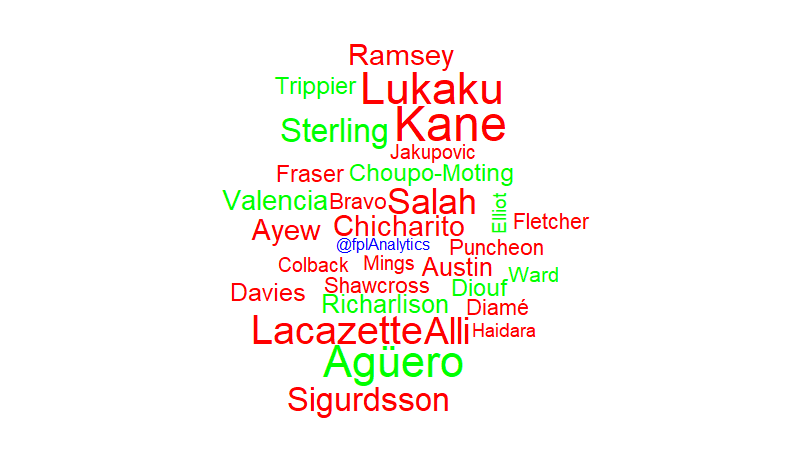 Ramsey
Trippier Lukaku
Sterling Kane
Jakupovic
Fraser Choupo-Moting
Valencia Bravo Salah Elliot Fletcher
Ayew Chicharito
@fplAnalytics Puncheon
Colback Mings Austin Ward
Davies Shawcross Diouf
Richarlison Diamé
Lacazette Alli Haidara
Agüero
Sigurdsson